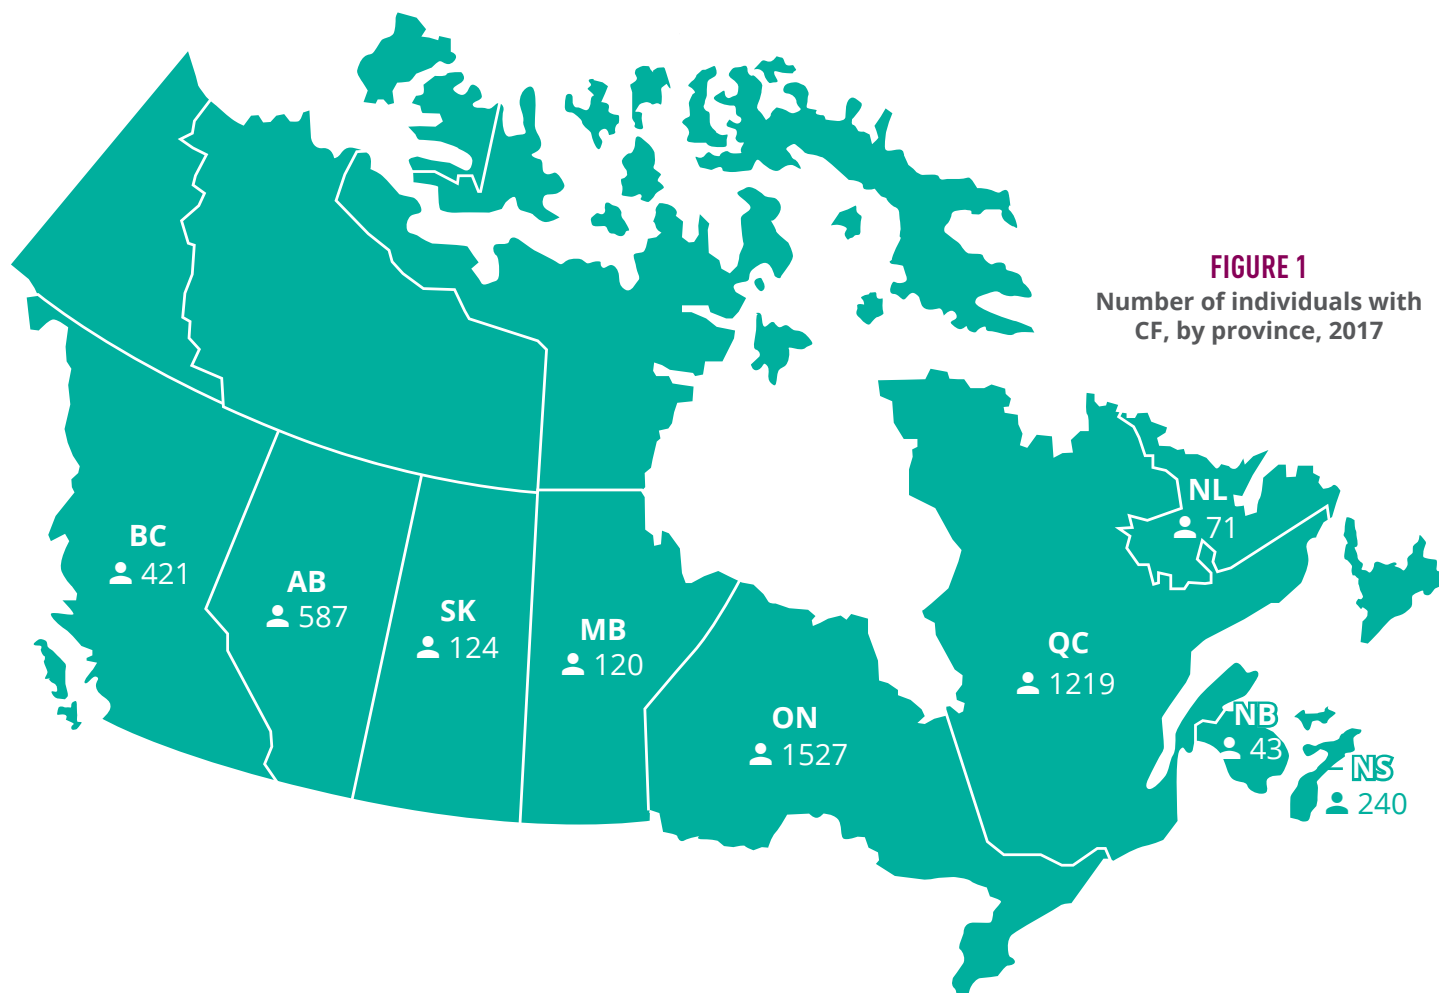 FIGURE 1
Number of individuals with
CF, by province, 2017
NL
71
BC
421
AB
587
SK
124
MB
120
QC
1219
ON
1527
NB
43
NS
240